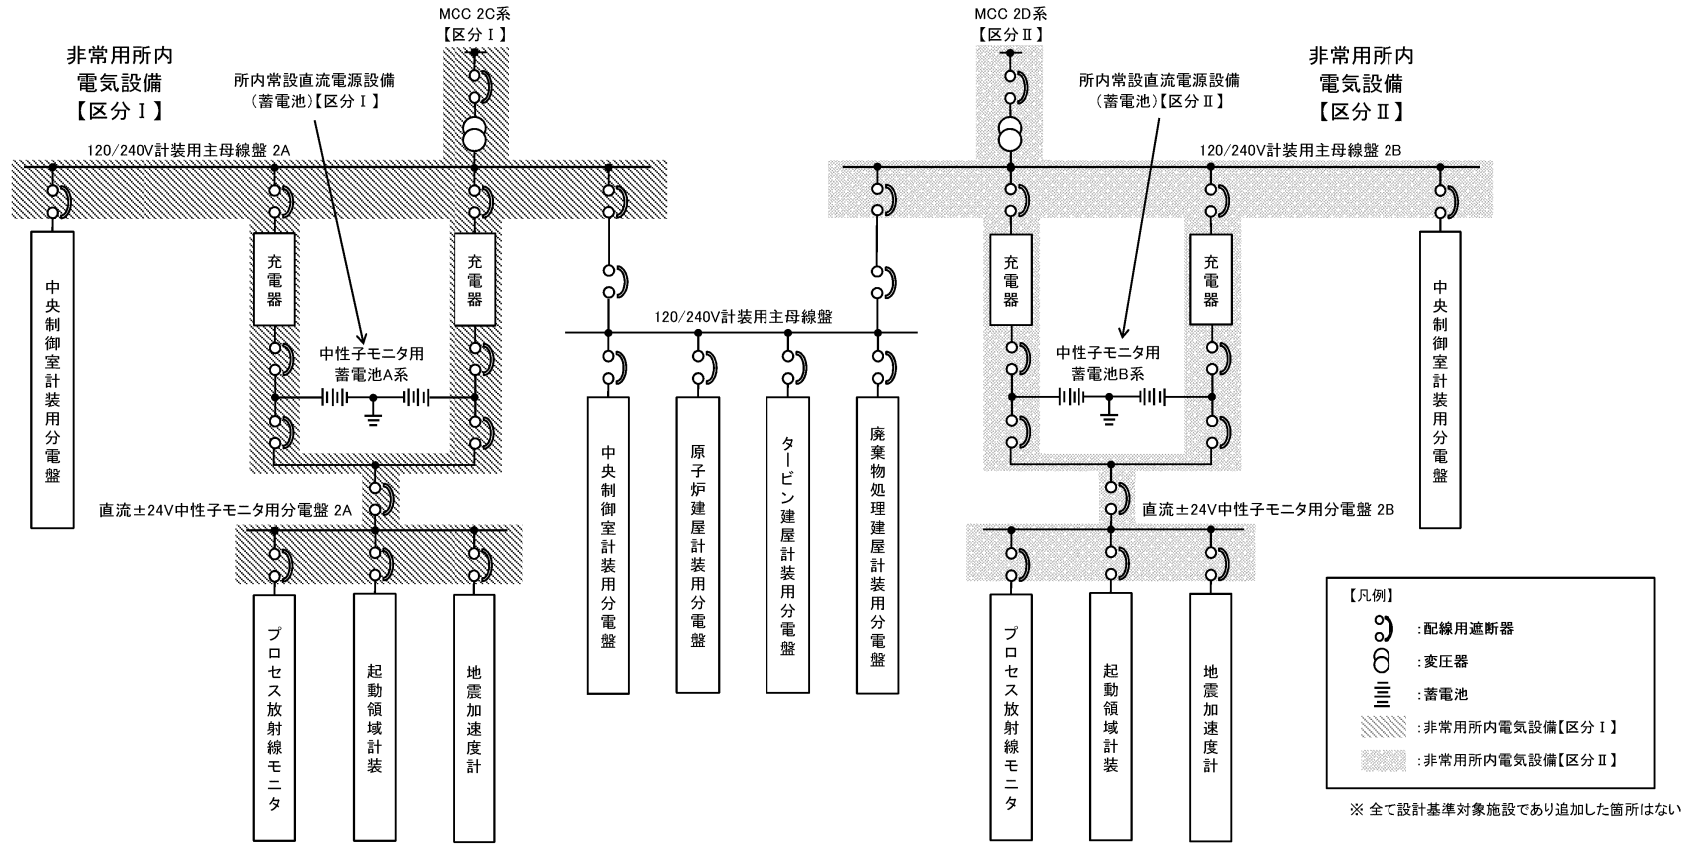 MCC 2C系
【区分Ⅰ】
MCC 2D系
【区分Ⅱ】
非常用所内
電気設備
【区分Ⅰ】
所内常設直流電源設備
(蓄電池)【区分Ⅰ】
所内常設直流電源設備
(蓄電池)【区分Ⅱ】
非常用所内
電気設備
【区分Ⅱ】
120/240V計装用主母線盤 2A
120/240V計装用主母線盤 2B
中央制御室計装用分電盤
充電器
充電器
充電器
充電器
中央制御室計装用分電盤
120/240V計装用主母線盤
中性子モニタ用
蓄電池A系
中性子モニタ用
蓄電池B系
中央制御室計装用分電盤
原子炉建屋計装用分電盤
タービン建屋計装用分電盤
廃棄物処理建屋計装用分電盤
直流±24V中性子モニタ用分電盤 2A
直流±24V中性子モニタ用分電盤 2B
プロセス放射線モニタ
起動領域計装
地震加速度計
プロセス放射線モニタ
起動領域計装
地震加速度計
【凡例】
:配線用遮断器
:変圧器
:蓄電池
:非常用所内電気設備【区分Ⅰ】
:非常用所内電気設備【区分Ⅱ】
※ 全て設計基準対象施設であり追加した箇所はない